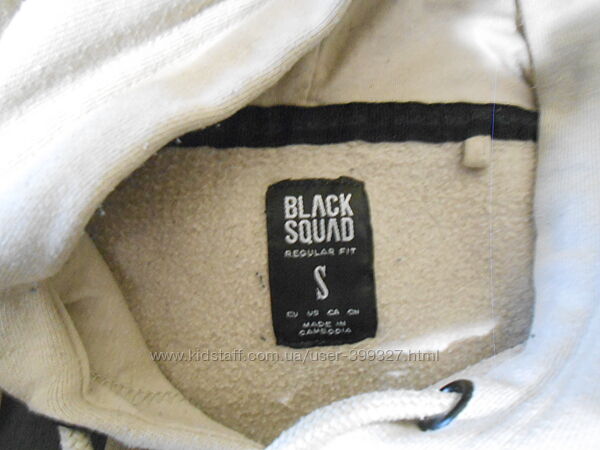 BLACK
SQUAD
REGULAR FIT
S
EU US CA CN
MADE IN
CAMBODIA
www.kidstaff.com.ua/user-399327.html